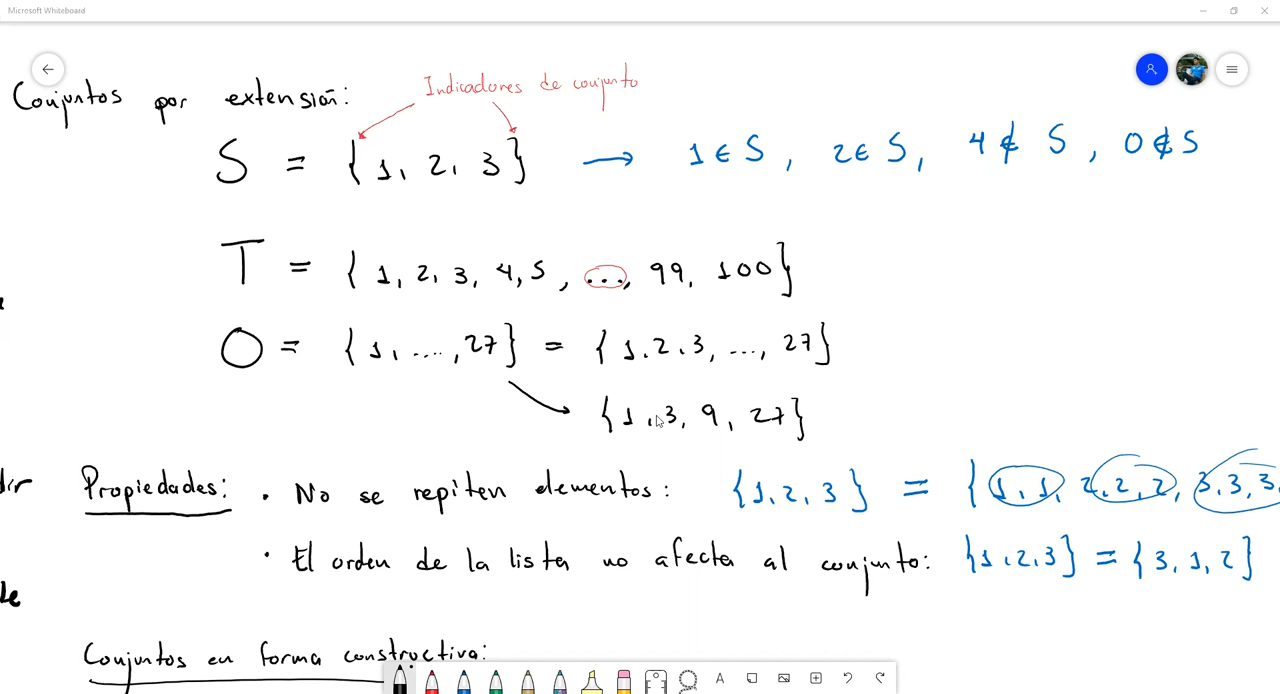 Microsoft Whiteboard
Conjuntos por extensión:
Indicadores de conjunto
S = {1, 2, 3} → 1 ∈ S, 2 ∈ S, 4 ∉ S, 0 ∉ S
T = {1, 2, 3, 4, 5, ..., 99, 100}
O = {1, ...., 27} = {1, 2, 3, ..., 27}
{1, 3, 9, 27}
Propiedades: • No se repiten elementos: {1, 2, 3} = {1, 1, 2, 2, 2, 3, 3, 3,
• El orden de la lista no afecta al conjunto: {1, 2, 3} = {3, 1, 2}
Conjuntos en forma constructiva: